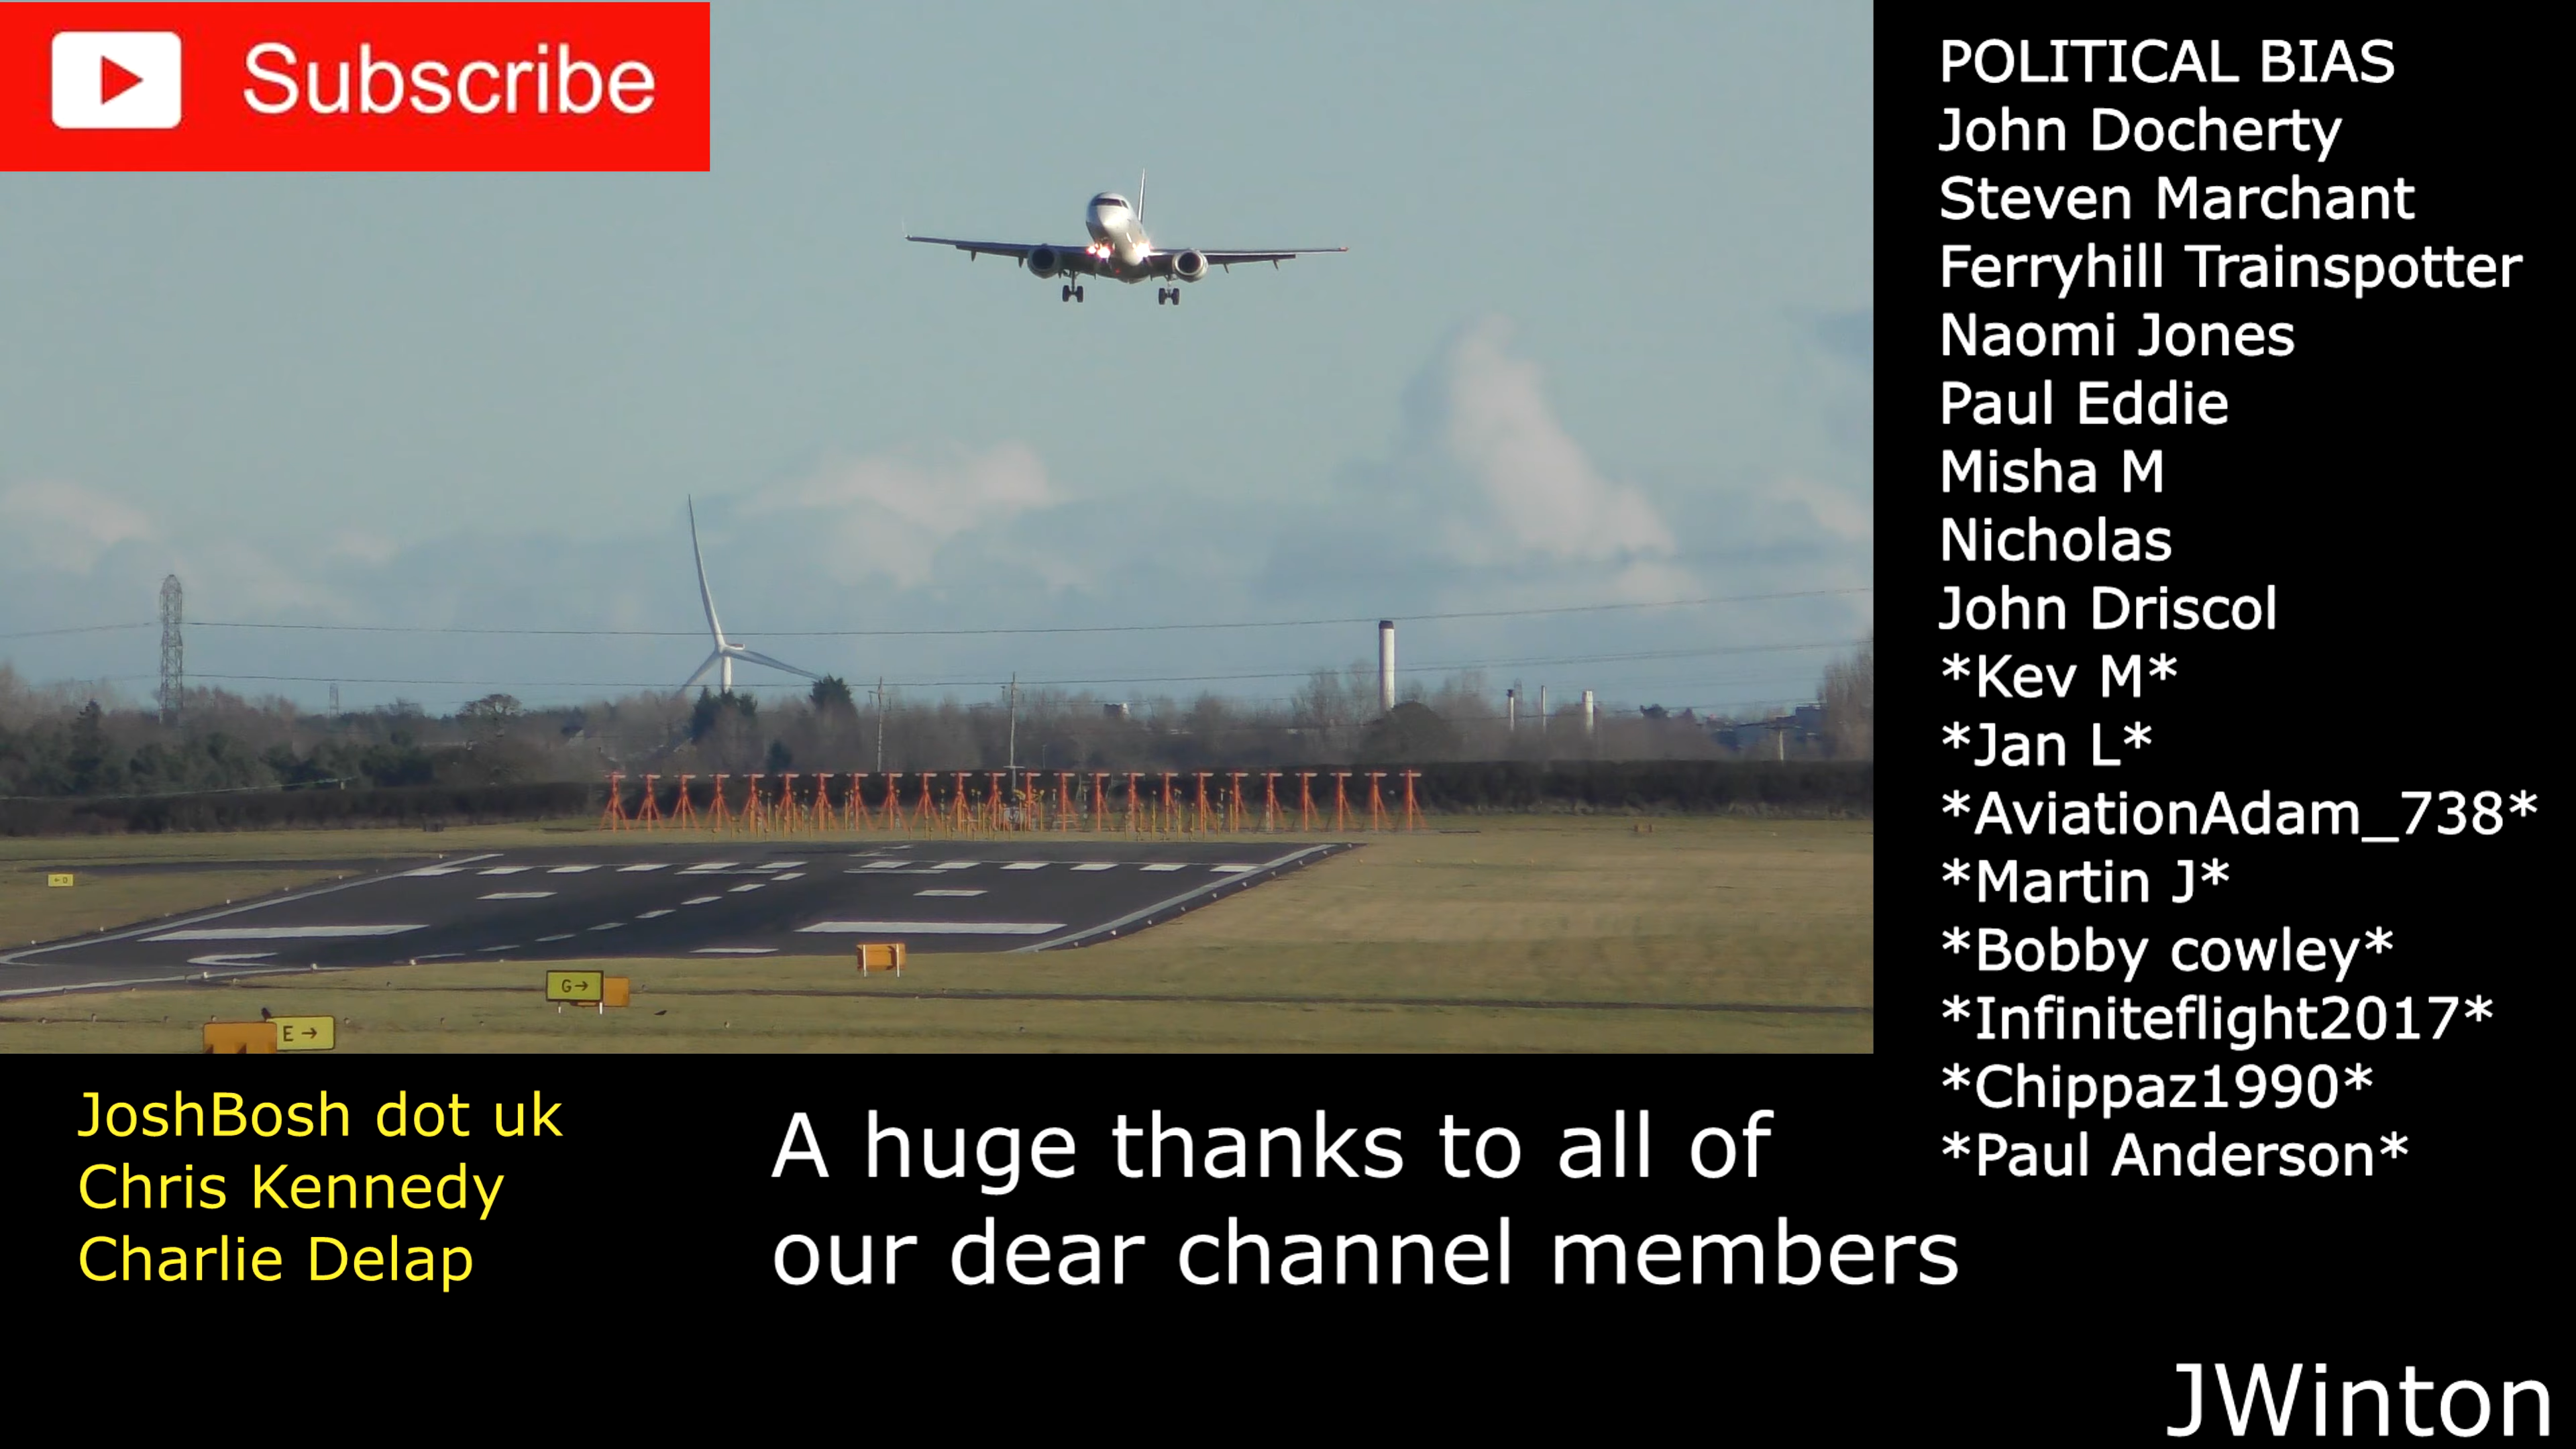 Subscribe
POLITICAL BIAS
John Docherty
Steven Marchant
Ferryhill Trainspotter
Naomi Jones
Paul Eddie
Misha M
Nicholas
John Driscol
*Kev M*
*Jan L*
*AviationAdam_738*
*Martin J*
*Bobby cowley*
*Infiniteflight2017*
*Chippaz1990*
*Paul Anderson*
G→
E→
JoshBosh dot uk
Chris Kennedy
Charlie Delap
A huge thanks to all of
our dear channel members
JWinton